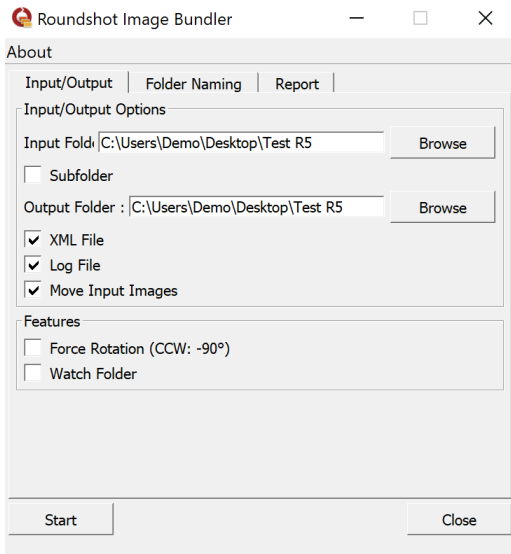 Roundshot Image Bundler
About
Input/Output Folder Naming Report
Input/Output Options
Input Folde C:\Users\Demo\Desktop\Test R5 Browse
Subfolder
Output Folder : C:\Users\Demo\Desktop\Test R5 Browse
XML File
Log File
Move Input Images
Features
Force Rotation (CCW: -90°)
Watch Folder
Start Close